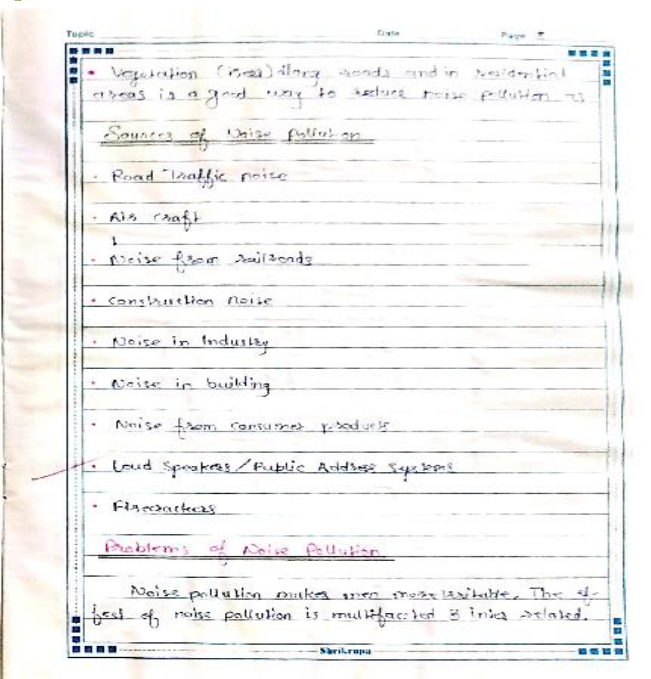 Topic Date Page
• Vegetation (trees) along roads and in residential
areas is a good way to reduce noise pollution
Sources of Noise Pollution
• Road Traffic noise
• Air craft
• Noise from railroads
• Construction noise
• Noise in Industry
• Noise in building
• Noise from consumer products
• Loud Speakers / Public Address Systems
• Firecrackers
Problems of Noise Pollution
Noise pollution makes men more irritable. The ef-
fect of noise pollution is multifaceted & inter related.
Shrikrupa